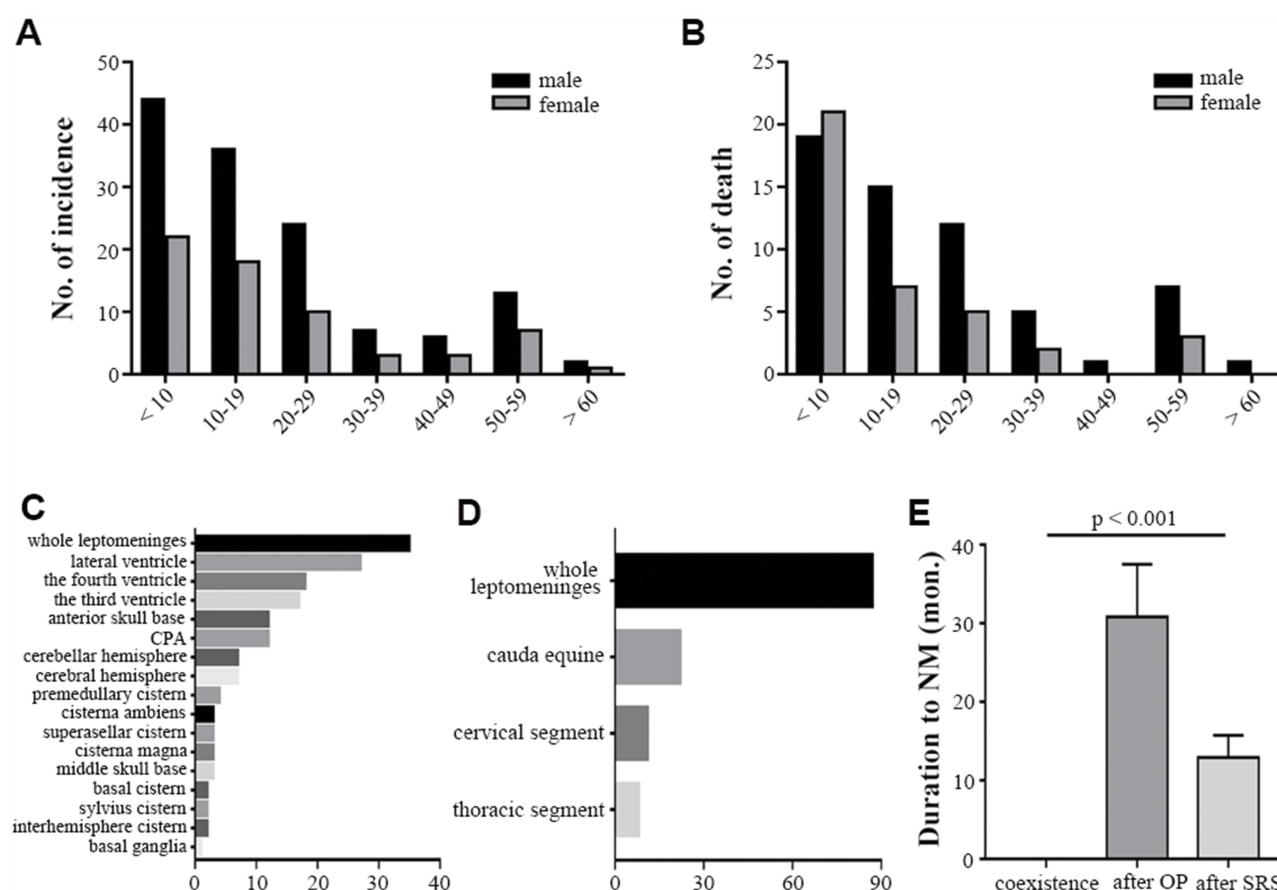 A
50
40
30
20
10
0
No. of incidence
male
female
< 10
10-19
20-29
30-39
40-49
50-59
> 60
B
25
20
15
10
5
0
No. of death
male
female
< 10
10-19
20-29
30-39
40-49
50-59
> 60
C
whole leptomeninges
lateral ventricle
the fourth ventricle
the third ventricle
anterior skull base
CPA
cerebellar hemisphere
cerebral hemisphere
premedullary cistern
cisterna ambiens
superasellar cistern
cisterna magna
middle skull base
basal cistern
sylvius cistern
interhemisphere cistern
basal ganglia
0 10 20 30 40
D
whole
leptomeninges
cauda equine
cervical segment
thoracic segment
0 30 60 90
E
p < 0.001
40
30
20
10
0
Duration to NM (mon.)
coexistence after OP after SRS